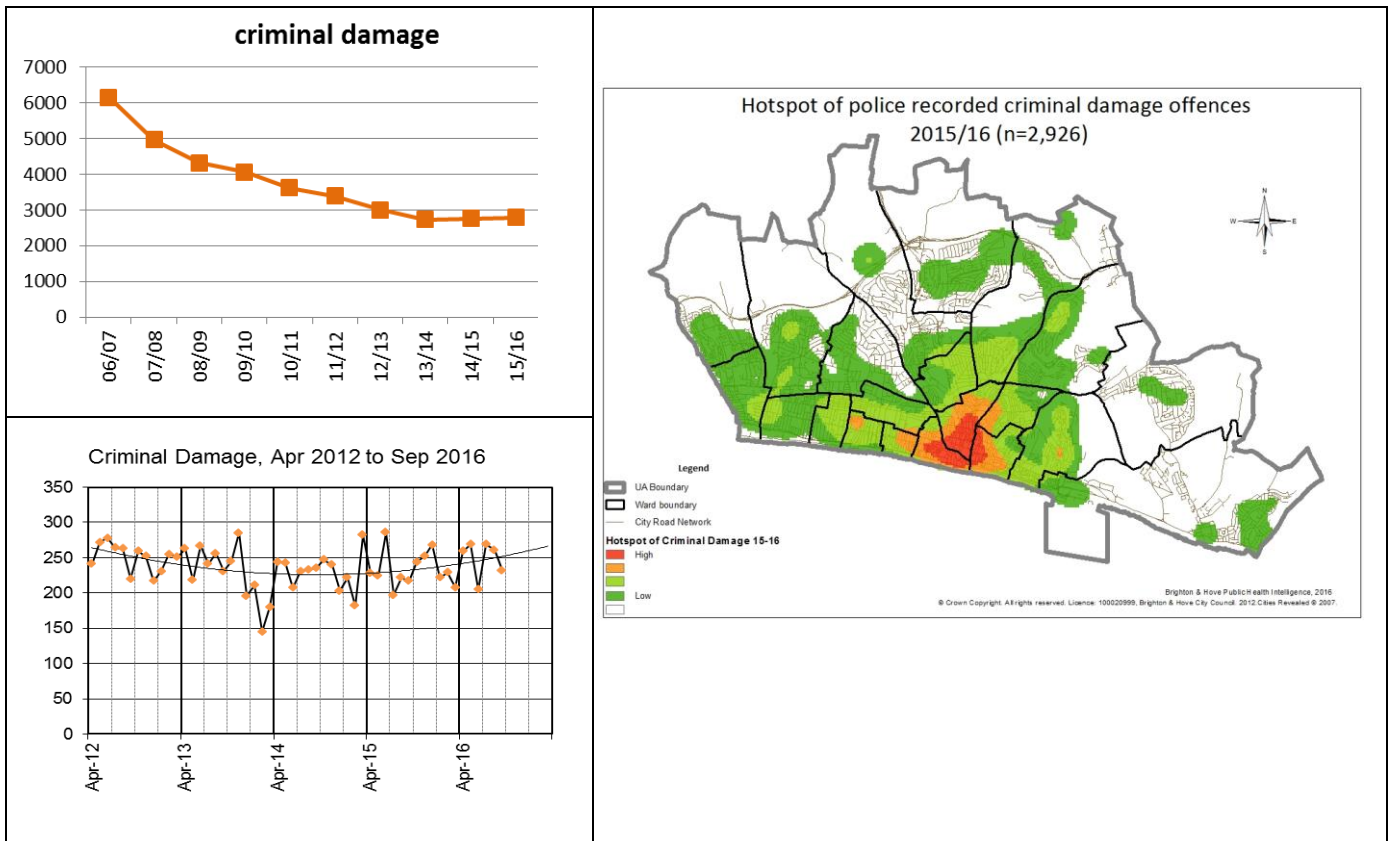 criminal damage
7000
6000
5000
4000
3000
2000
1000
0
06/07
07/08
08/09
09/10
10/11
11/12
12/13
13/14
14/15
15/16
Criminal Damage, Apr 2012 to Sep 2016
350
300
250
200
150
100
50
0
Apr-12
Apr-13
Apr-14
Apr-15
Apr-16
Hotspot of police recorded criminal damage offences
2015/16 (n=2,926)
N
W
E
S
Legend
UA Boundary
Ward boundary
City Road Network
Hotspot of Criminal Damage 15-16
High
Low
Brighton & Hove Public Health Intelligence, 2016
© Crown Copyright. All rights reserved. Licence: 100020999, Brighton & Hove City Council. 2012.Cities Revealed © 2007.